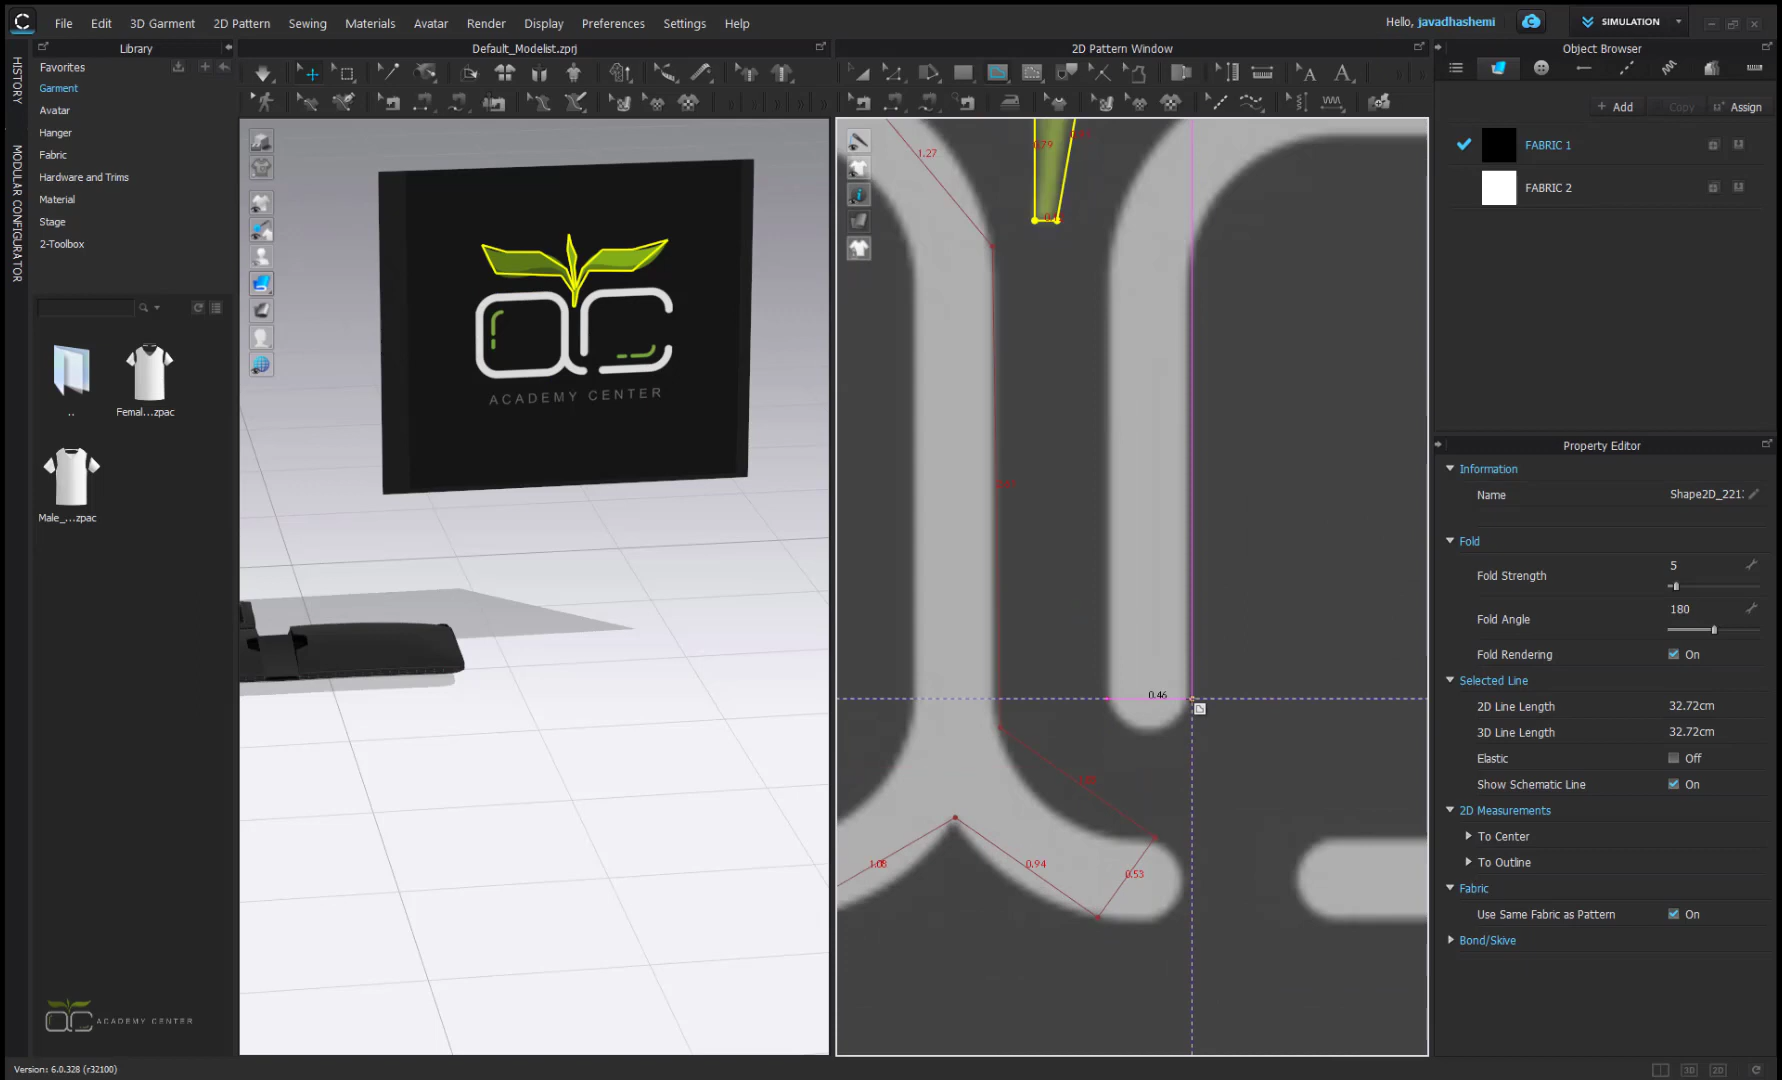 File Edit 3D Garment 2D Pattern Sewing Materials Avatar Render Display Preferences Settings Help
Hello, javadhashemi
SIMULATION
HISTORY
MODULAR CONFIGURATOR
Library
Favorites
Garment
Avatar
Hanger
Fabric
Hardware and Trims
Material
Stage
2-Toolbox
..
Femal...zpac
Male_...zpac
ACADEMY CENTER
Default_Modelist.zprj
ACADEMY CENTER
2D Pattern Window
1.27
.79
0.46
1.08
0.94
0.53
Object Browser
+ Add Copy Assign
FABRIC 1
FABRIC 2
Property Editor
Information
Name Shape2D_221:
Fold
Fold Strength 5
Fold Angle 180
Fold Rendering On
Selected Line
2D Line Length 32.72cm
3D Line Length 32.72cm
Elastic Off
Show Schematic Line On
2D Measurements
To Center
To Outline
Fabric
Use Same Fabric as Pattern On
Bond/Skive
Version: 6.0.328 (r32100)
3D 2D